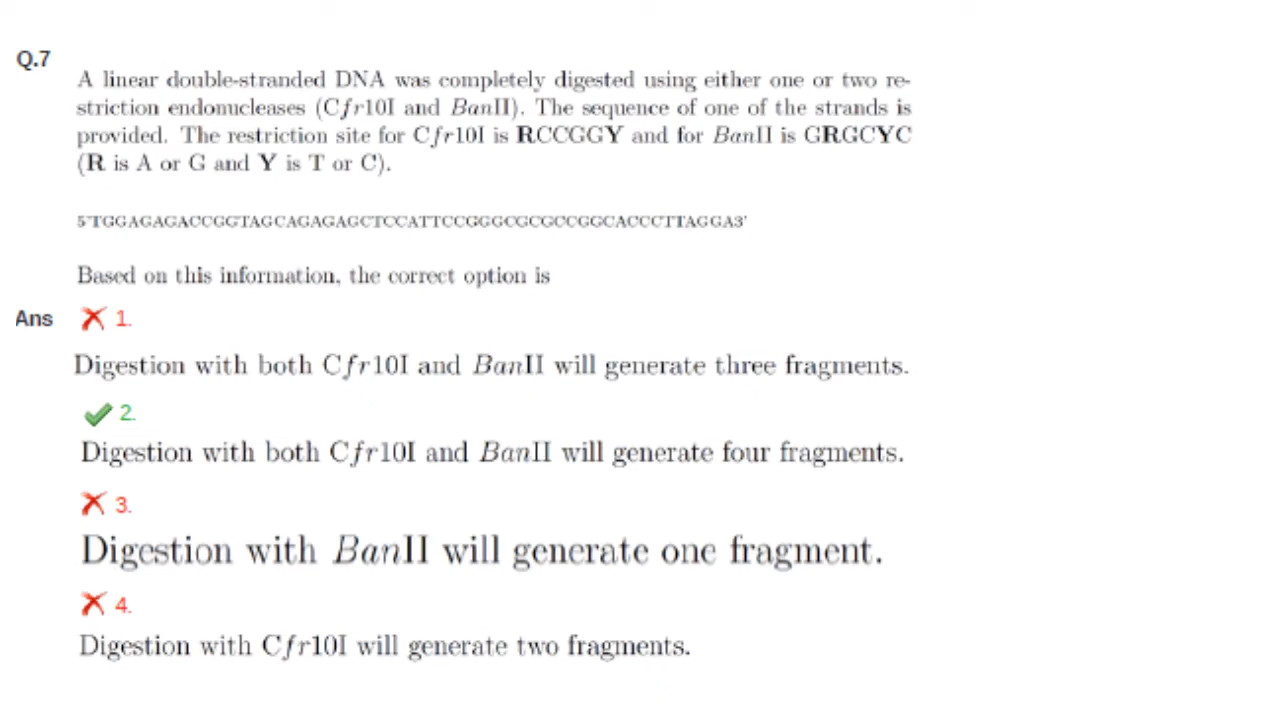 Q.7
A linear double-stranded DNA was completely digested using either one or two re-
striction endonucleases (Cfr10I and BanII). The sequence of one of the strands is
provided. The restriction site for Cfr10I is RCCGGY and for BanII is GRGCYC
(R is A or G and Y is T or C).
5'TGGAGAGACCGGTAGCAGAGAGCTCCATTCCGGGCGCGCCGGCACCCTTAGGA3'
Based on this information, the correct option is
Ans 1.
Digestion with both Cfr10I and BanII will generate three fragments.
2.
Digestion with both Cfr10I and BanII will generate four fragments.
3.
Digestion with BanII will generate one fragment.
4.
Digestion with Cfr10I will generate two fragments.